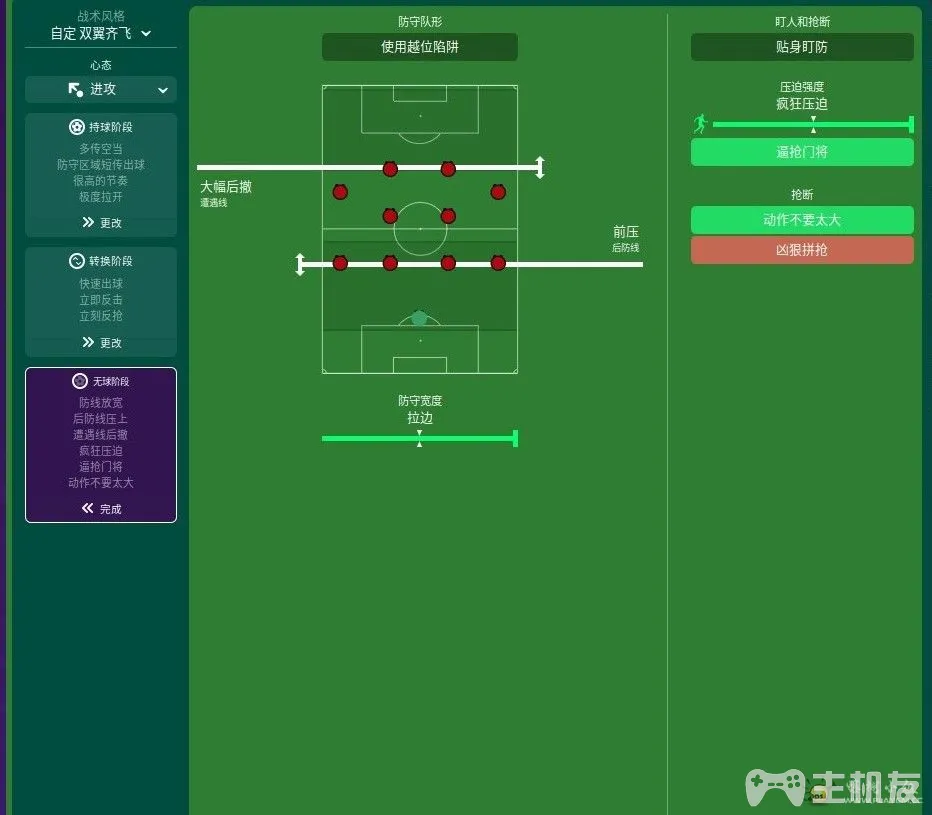 战术风格
自定 双翼齐飞
心态
进攻
持球阶段
多传空当
防守区域短传出球
很高的节奏
极度拉开
更改
转换阶段
快速出球
立即反击
立刻反抢
更改
无球阶段
防线放宽
后防线压上
遭遇线后撤
疯狂压迫
逼抢门将
动作不要太大
完成
防守队形
使用越位陷阱
大幅后撤
遭遇线
前压
后防线
防守宽度
拉边
盯人和抢断
贴身盯防
压迫强度
疯狂压迫
逼抢门将
抢断
动作不要太大
凶狠拼抢
主机友